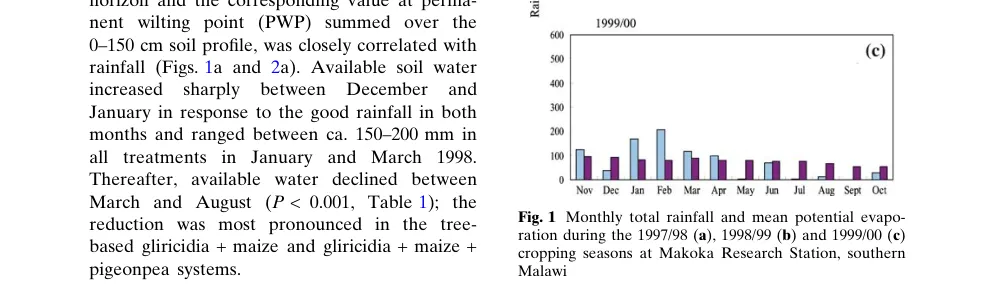 horizon and the corresponding value at perma-
nent wilting point (PWP) summed over the
0–150 cm soil profile, was closely correlated with
rainfall (Figs. 1a and 2a). Available soil water
increased sharply between December and
January in response to the good rainfall in both
months and ranged between ca. 150–200 mm in
all treatments in January and March 1998.
Thereafter, available water declined between
March and August (P < 0.001, Table 1); the
reduction was most pronounced in the tree-
based gliricidia + maize and gliricidia + maize +
pigeonpea systems.
Rai
1999/00
(c)
600
500
400
300
200
100
0
Nov Dec Jan Feb Mar Apr May Jun Jul Aug Sept Oct
Fig. 1 Monthly total rainfall and mean potential evapo-
ration during the 1997/98 (a), 1998/99 (b) and 1999/00 (c)
cropping seasons at Makoka Research Station, southern
Malawi